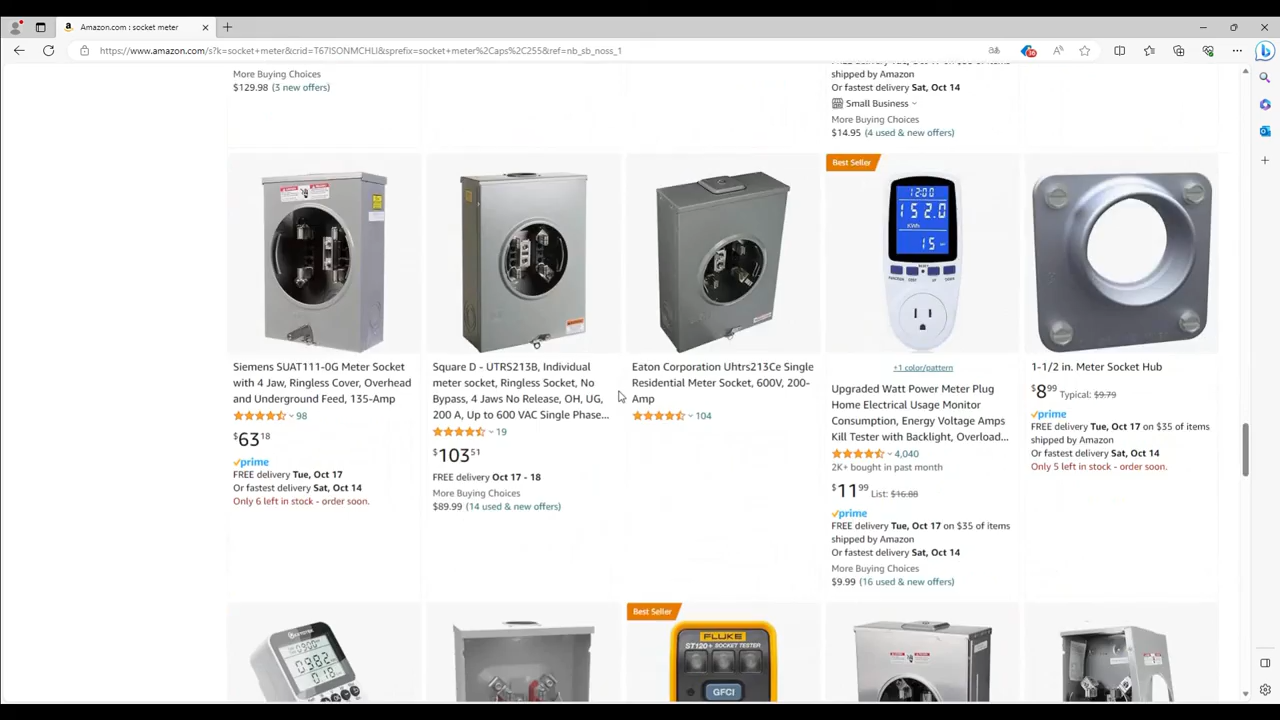 Amazon.com : socket meter
https://www.amazon.com/s?k=socket+meter&crid=T67ISONMCHLI&sprefix=socket+meter%2Caps%2C255&ref=nb_sb_noss_1
More Buying Choices
$129.98 (3 new offers)
shipped by Amazon
Or fastest delivery Sat, Oct 14
Small Business
More Buying Choices
$14.95 (4 used & new offers)
Siemens SUAT111-0G Meter Socket
with 4 Jaw, Ringless Cover, Overhead
and Underground Feed, 135-Amp
98
$63 18
prime
FREE delivery Tue, Oct 17
Or fastest delivery Sat, Oct 14
Only 6 left in stock - order soon.
Square D - UTRS213B, Individual
meter socket, Ringless Socket, No
Bypass, 4 Jaws No Release, OH, UG,
200 A, Up to 600 VAC Single Phase...
19
$103 51
FREE delivery Oct 17 - 18
More Buying Choices
$89.99 (14 used & new offers)
Eaton Corporation Uhtrs213Ce Single
Residential Meter Socket, 600V, 200-
Amp
104
Best Seller
12:00
152.0
KWh
15
+1 color/pattern
Upgraded Watt Power Meter Plug
Home Electrical Usage Monitor
Consumption, Energy Voltage Amps
Kill Tester with Backlight, Overload...
4,040
2K+ bought in past month
$11 99 List: $16.88
prime
FREE delivery Tue, Oct 17 on $35 of items
shipped by Amazon
Or fastest delivery Sat, Oct 14
More Buying Choices
$9.99 (16 used & new offers)
1-1/2 in. Meter Socket Hub
$8 99 Typical: $9.79
prime
FREE delivery Tue, Oct 17 on $35 of items
shipped by Amazon
Or fastest delivery Sat, Oct 14
Only 5 left in stock - order soon.
Best Seller
FLUKE
ST120+ SOCKET TESTER
GFCI